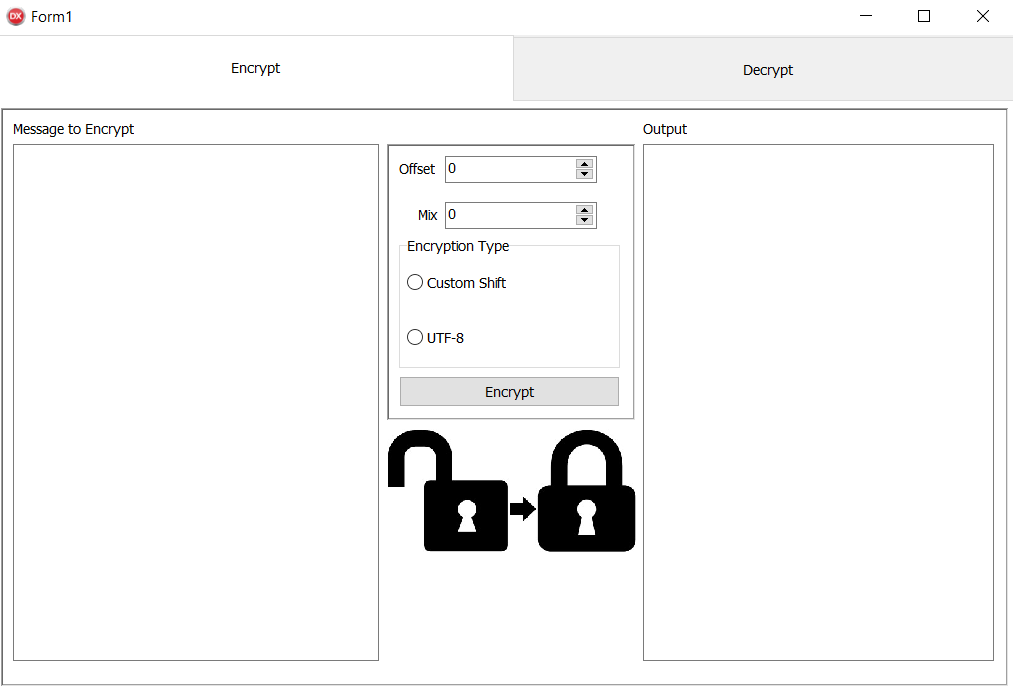 DX Form1
Encrypt
Decrypt
Message to Encrypt
Output
Offset 0
Mix 0
Encryption Type
Custom Shift
UTF-8
Encrypt